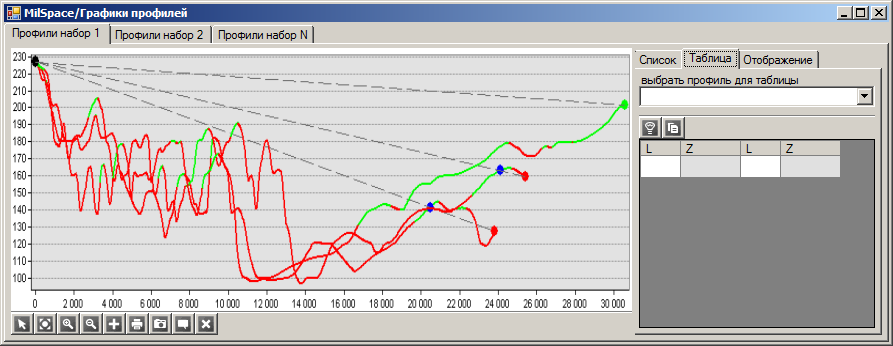 MilSpace/Графики профилей
Профили набор 1 Профили набор 2 Профили набор N
230
220
210
200
190
180
170
160
150
140
130
120
110
100
0 2 000 4 000 6 000 8 000 10 000 12 000 14 000 16 000 18 000 20 000 22 000 24 000 26 000 28 000 30 000
Список Таблица Отображение
выбрать профиль для таблицы
L Z L Z